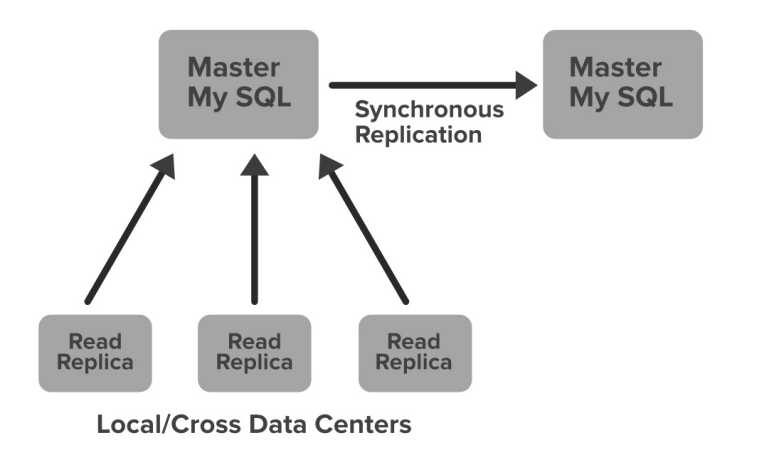 Master
My SQL
Master
My SQL
Synchronous
Replication
Read
Replica
Read
Replica
Read
Replica
Local/Cross Data Centers